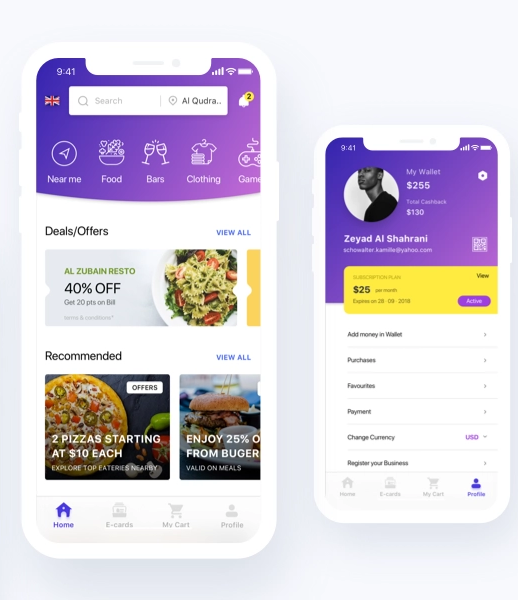 9:41
2
Search
Al Qudra..
Near me
Food
Bars
Clothing
Game
Deals/Offers
VIEW ALL
AL ZUBAIN RESTO
40% OFF
Get 20 pts on Bill
terms & conditions*
Recommended
VIEW ALL
OFFERS
2 PIZZAS STARTING
AT $10 EACH
EXPLORE TOP EATERIES NEARBY
ENJOY 25% O
FROM BUGER
VALID ON MEALS
Home
E-cards
My Cart
Profile
9:41
My Wallet
$255
Total Cashback
$130
Zeyad Al Shahrani
schowalter.kamille@yahoo.com
SUBSCRIPTION PLAN
View
$25 per month
Expires on 28 - 09 - 2018
Active
Add money in Wallet
Purchases
Favourites
Payment
Change Currency
USD
Register your Business
Home
E-cards
My Cart
Profile